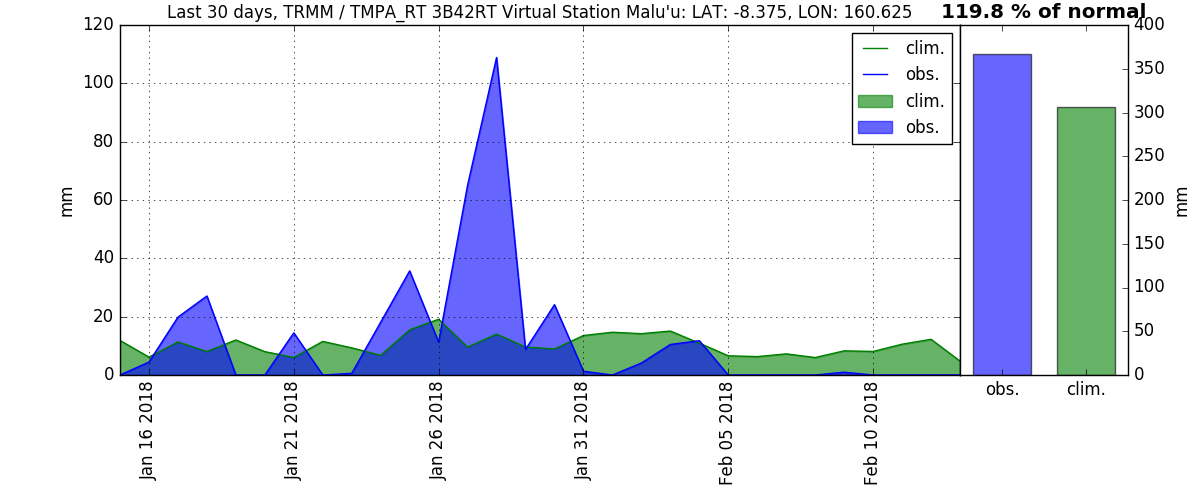 Last 30 days, TRMM / TMPA_RT 3B42RT Virtual Station Malu'u: LAT: -8.375, LON: 160.625
119.8 % of normal
120
100
80
60
40
20
0
mm
clim.
obs.
clim.
obs.
Jan 16 2018
Jan 21 2018
Jan 26 2018
Jan 31 2018
Feb 05 2018
Feb 10 2018
400
350
300
250
200
150
100
50
0
mm
obs. clim.